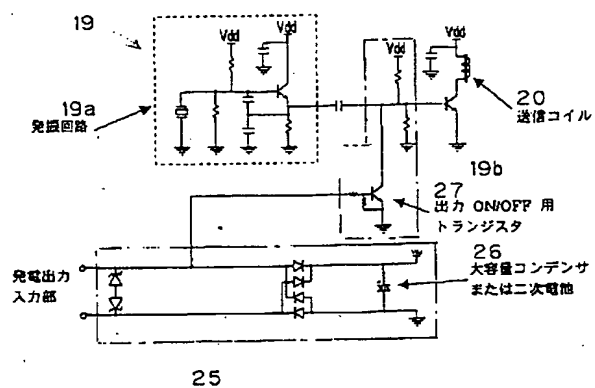 19
Vdd
Vdd
Vdd
Vdd
19a
発振回路
20
送信コイル
19b
27
出力 ON/OFF 用
トランジスタ
発電出力
入力部
26
大容量コンデンサ
または二次電池
25